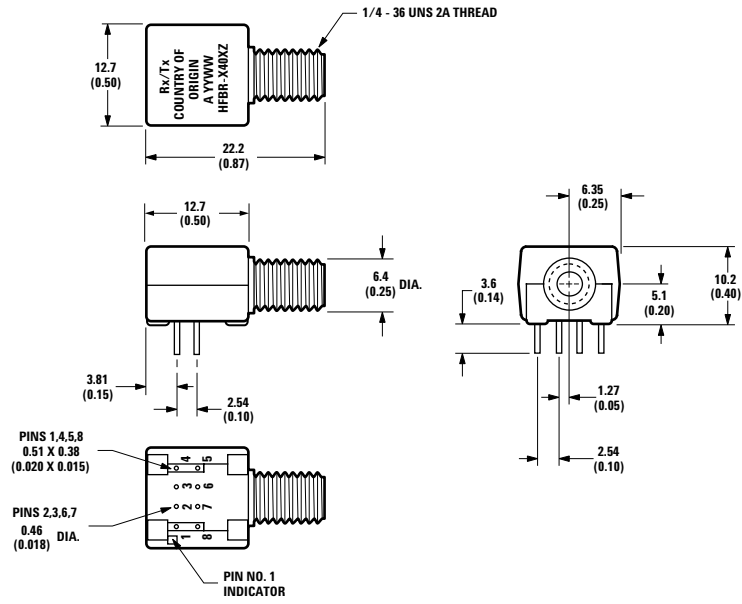 1/4 - 36 UNS 2A THREAD
12.7
(0.50)
Rx/Tx
COUNTRY OF
ORIGIN
A YYWW
HFBR-X40XZ
22.2
(0.87)
12.7
(0.50)
6.35
(0.25)
6.4
(0.25) DIA.
10.2
(0.40)
3.6
(0.14)
5.1
(0.20)
3.81
(0.15)
2.54
(0.10)
1.27
(0.05)
2.54
(0.10)
PINS 1,4,5,8
0.51 X 0.38
(0.020 X 0.015)
4 5
3 6
2 7
1 8
PINS 2,3,6,7
0.46
(0.018) DIA.
PIN NO. 1
INDICATOR